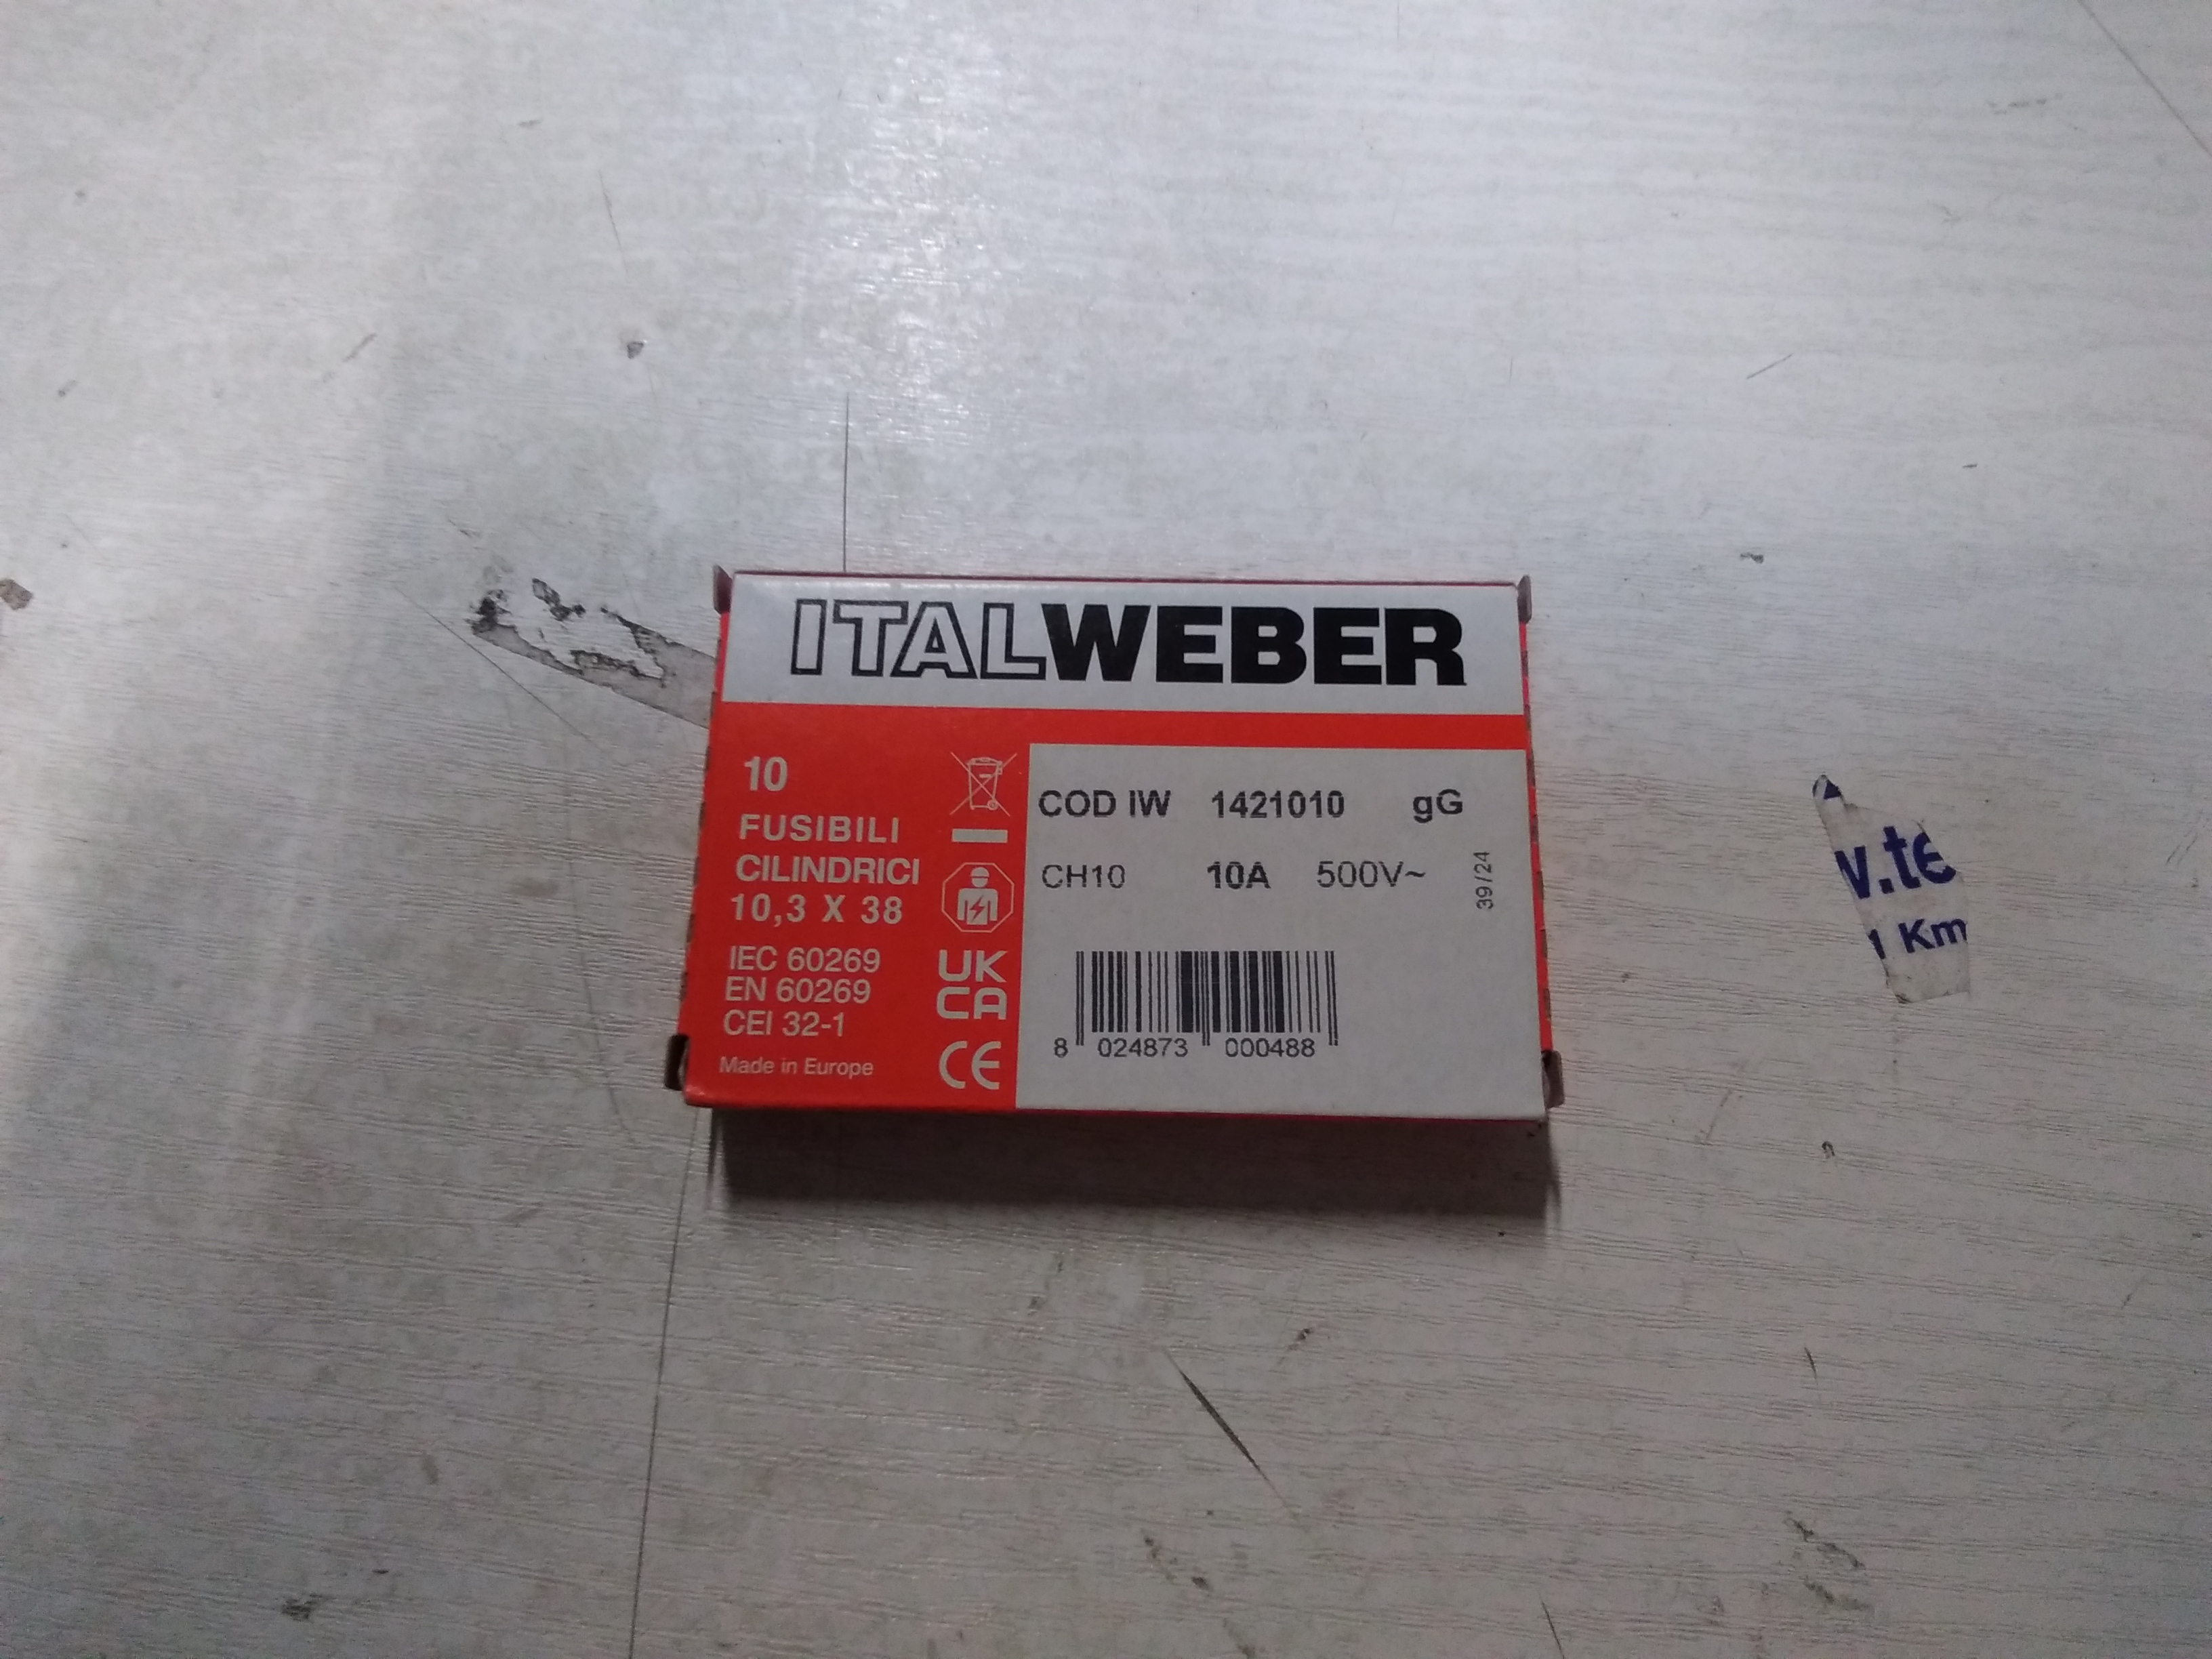 ITALWEBER
10
FUSIBILI
CILINDRICI
10,3 X 38
IEC 60269
EN 60269
CEI 32-1
Made in Europe
UK
CA
CE
COD IW 1421010 gG
CH10 10A 500V~
39/24
8 024873 000488
w.te
1 Km